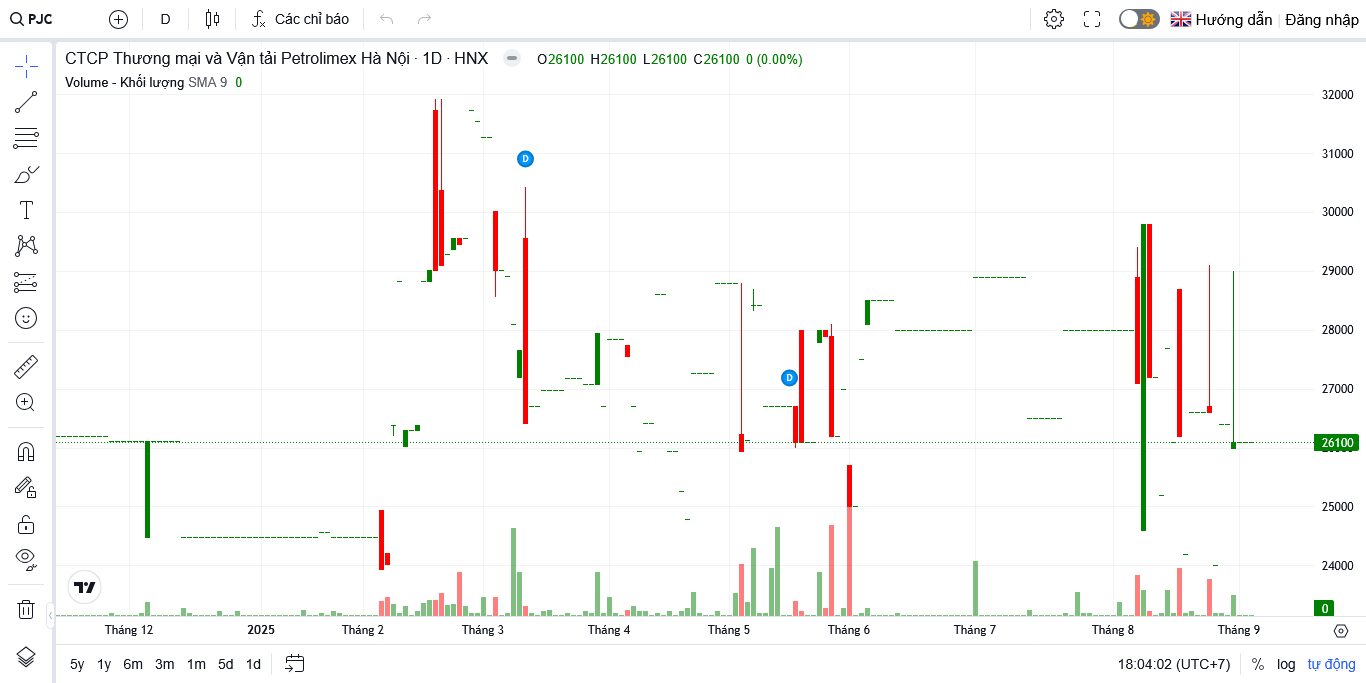 PJC D Các chỉ báo Hướng dẫn Đăng nhập
CTCP Thương mại và Vận tải Petrolimex Hà Nội · 1D · HNX O26100 H26100 L26100 C26100 0 (0.00%)
Volume - Khối lượng SMA 9 0
32000
31000
D
30000
29000
28000
27000
D
26100
25000
24000
0
Tháng 12 2025 Tháng 2 Tháng 3 Tháng 4 Tháng 5 Tháng 6 Tháng 7 Tháng 8 Tháng 9
5y 1y 6m 3m 1m 5d 1d 18:04:02 (UTC+7) % log tự động